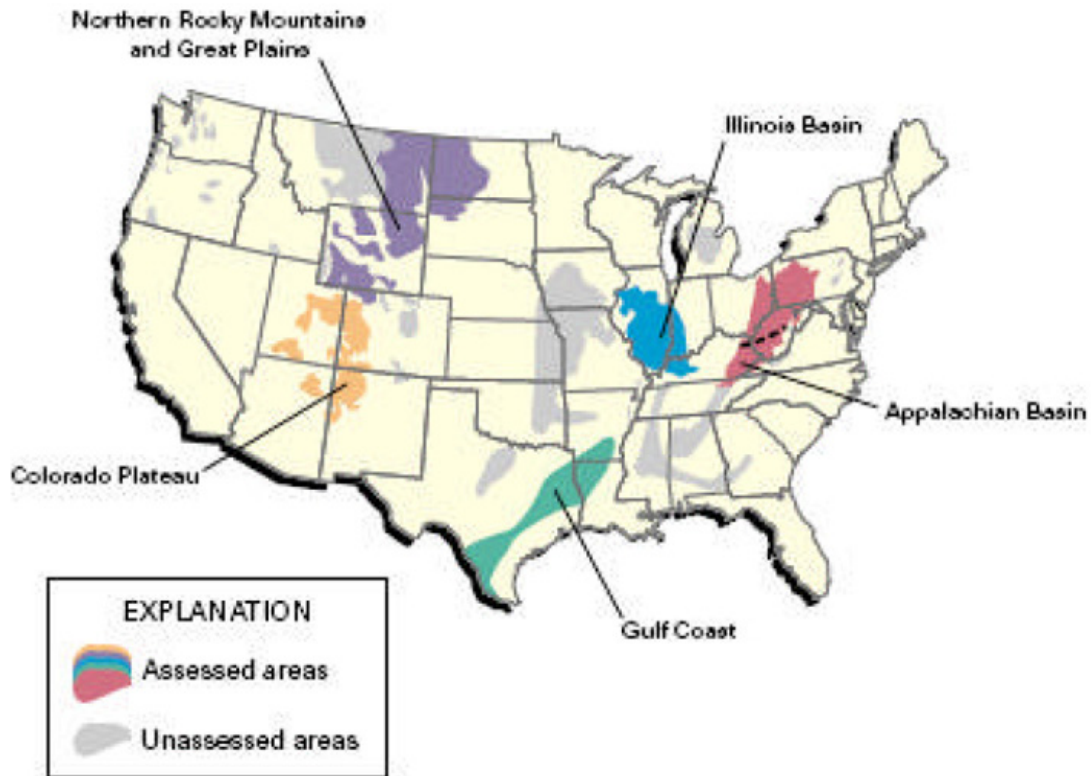 Northern Rocky Mountains
and Great Plains
Illinois Basin
Appalachian Basin
Colorado Plateau
Gulf Coast
EXPLANATION
Assessed areas
Unassessed areas